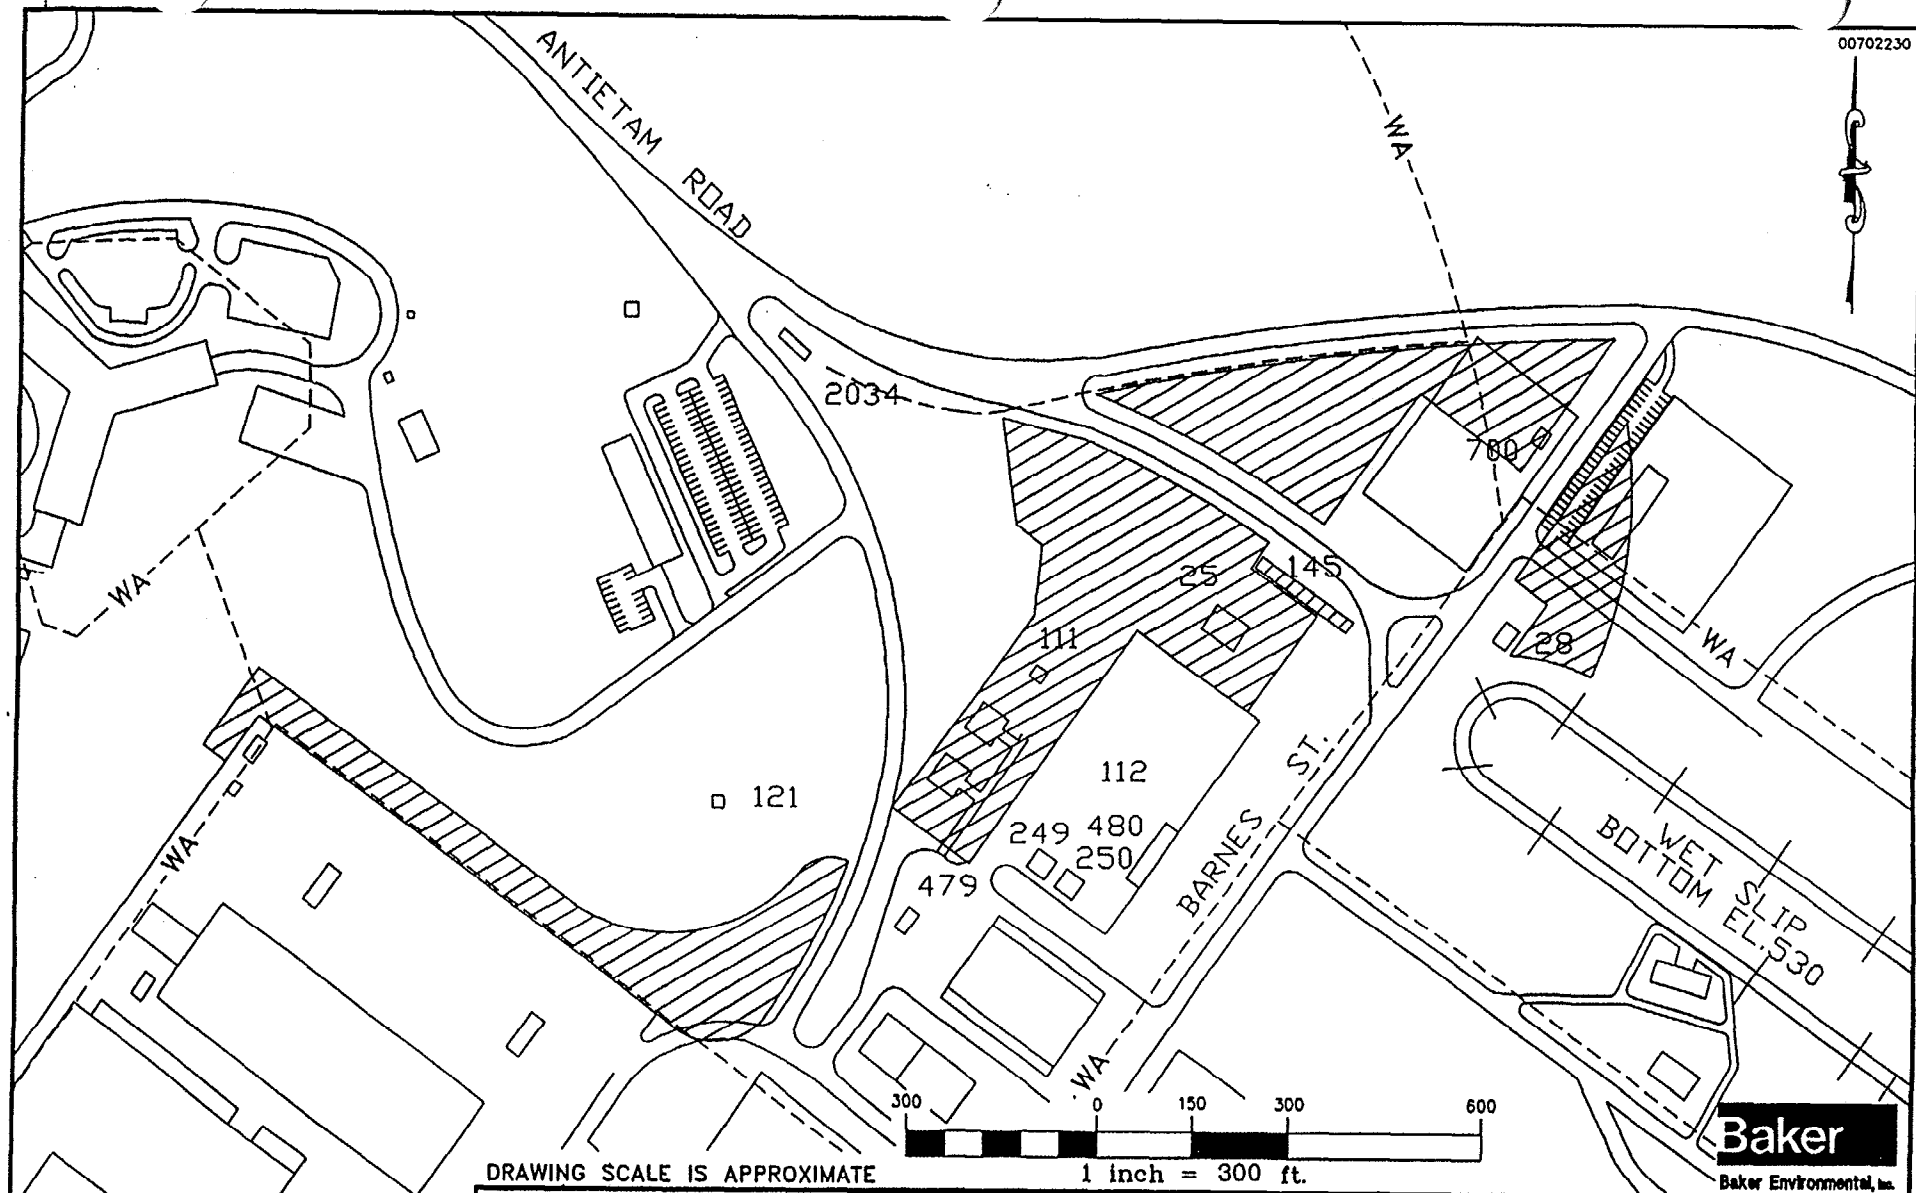 00702230
ANTIETAM ROAD
WA
2034
700
25
145
111
28
WA
WA
121
112
249 480
250
479
BARNES ST.
WET SLIP
BOTTOM EL.530
WA
WA
300 0 150 300 600
DRAWING SCALE IS APPROXIMATE
1 inch = 300 ft.
Baker
Baker Environmental, Inc.